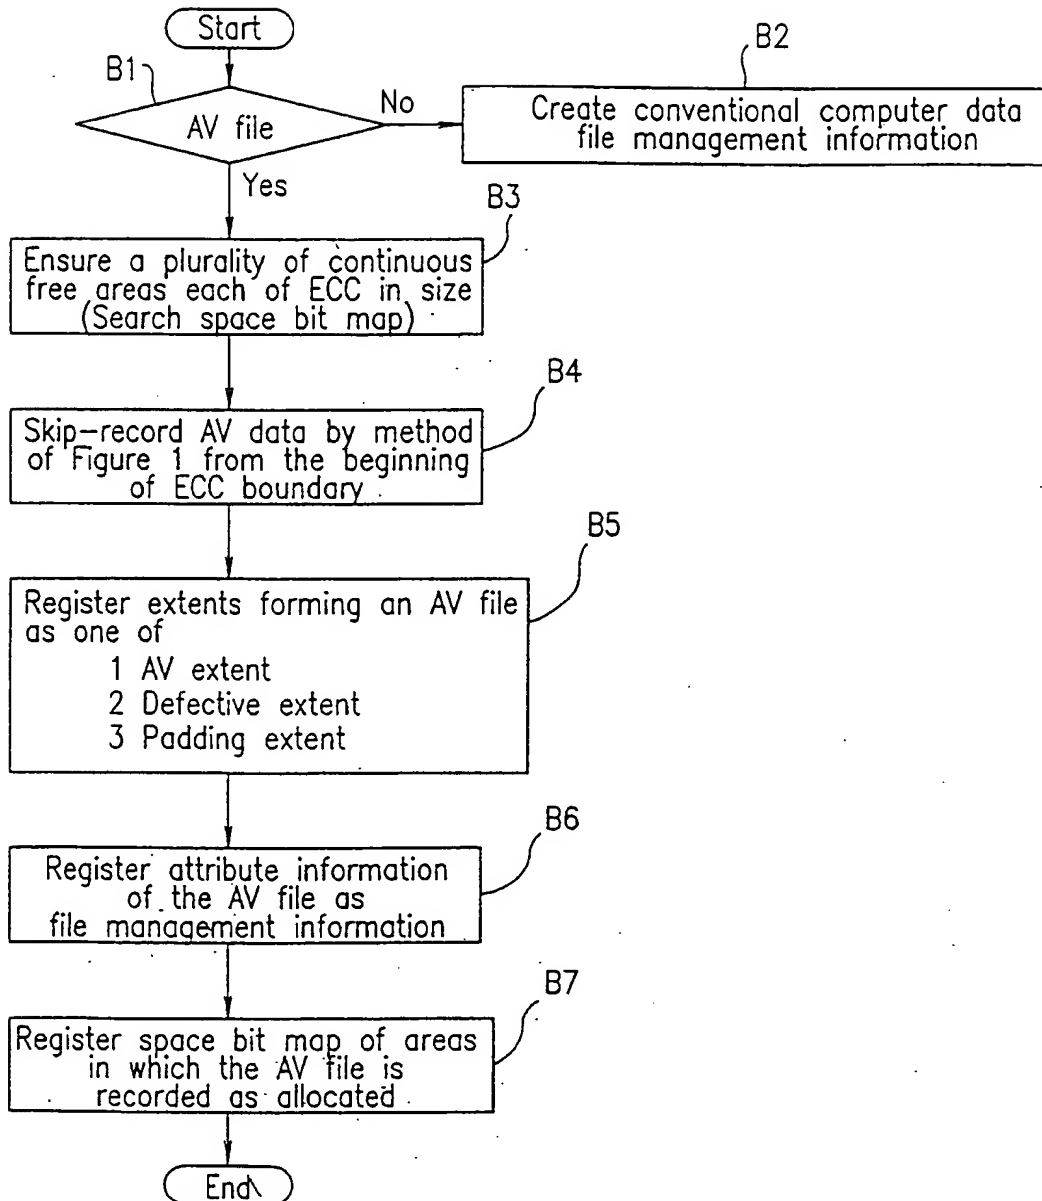 Start
B1
AV file
No
B2
Create conventional computer data
file management information
Yes
B3
Ensure a plurality of continuous
free areas each of ECC in size
(Search space bit map)
B4
Skip-record AV data by method
of Figure 1 from the beginning
of ECC boundary
B5
Register extents forming an AV file
as one of
1 AV extent
2 Defective extent
3 Padding extent
B6
Register attribute information
of the AV file as
file management information
B7
Register space bit map of areas
in which the AV file is
recorded as allocated
End